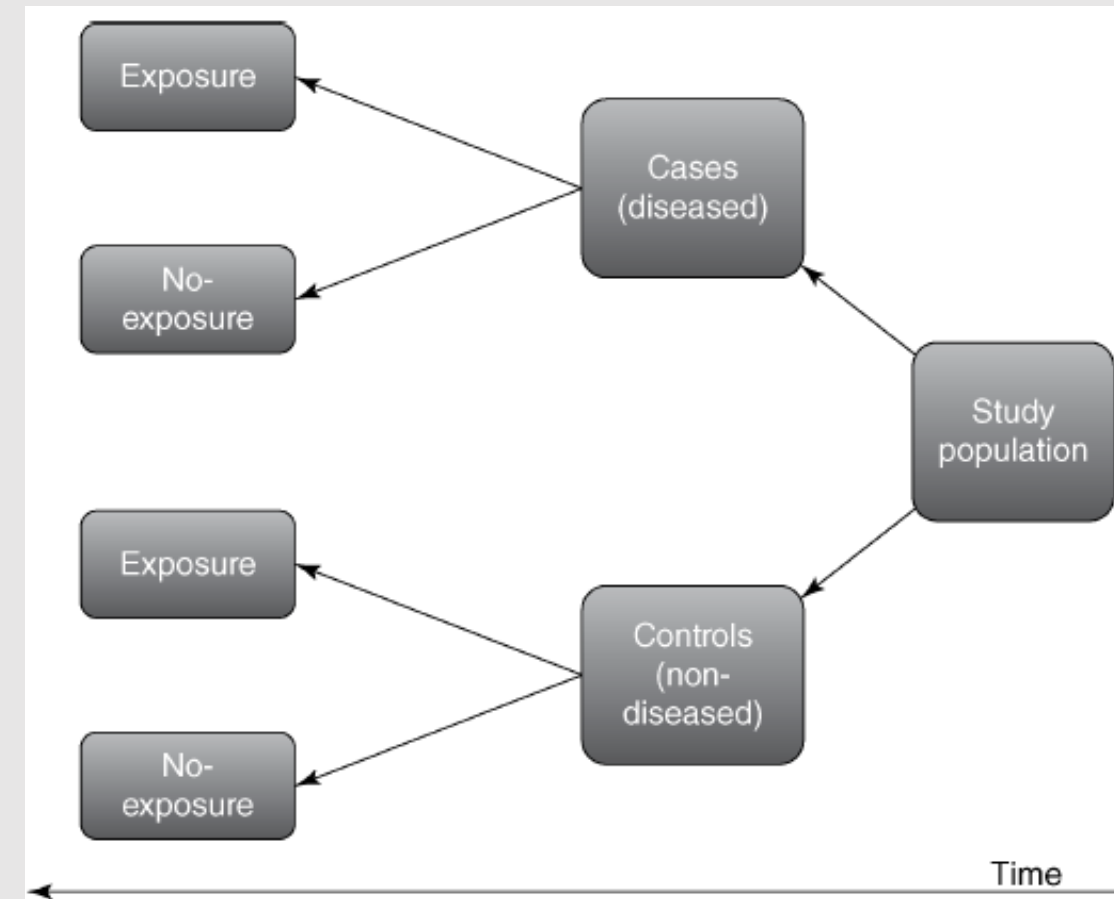 Exposure
Cases
(diseased)
No-
exposure
Study
population
Exposure
Controls
(non-
diseased)
No-
exposure
Time